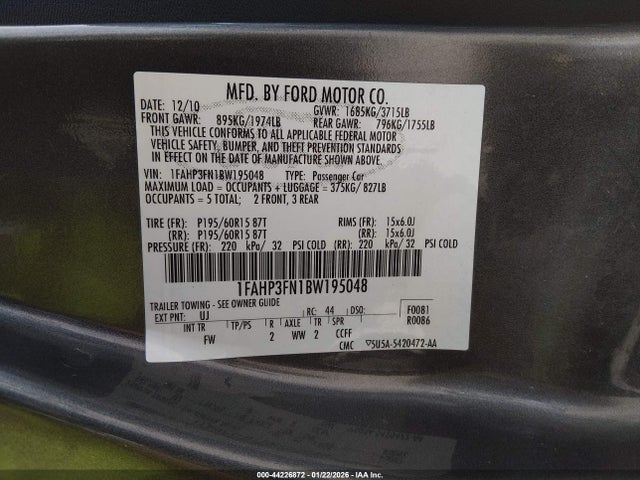 MFD. BY FORD MOTOR CO.
DATE: 12/10 GVWR: 1685KG/3715LB
FRONT GAWR: 895KG/1974LB REAR GAWR: 796KG/1755LB
THIS VEHICLE CONFORMS TO ALL APPLICABLE FEDERAL MOTOR
VEHICLE SAFETY, BUMPER, AND THEFT PREVENTION STANDARDS
IN EFFECT ON THE DATE OF MANUFACTURE SHOWN ABOVE.
VIN: 1FAHP3FN1BW195048 TYPE: Passenger Car
MAXIMUM LOAD = OCCUPANTS + LUGGAGE = 375KG/827LB
OCCUPANTS = 5 TOTAL; 2 FRONT, 3 REAR
TIRE (FR): P195/60R15 87T RIMS (FR): 15x6.0J
(RR): P195/60R15 87T (RR): 15x6.0J
PRESSURE (FR): 220 kPa/ 32 PSI COLD (RR): 220 kPa/ 32 PSI COLD
1FAHP3FN1BW195048
TRAILER TOWING - SEE OWNER GUIDE
EXT PNT: UJ RC: 44 DSO: F0081
R0086
INT TR TP/PS R AXLE TR SPR
FW 2 WW 2 CCFF
CMC ▽5U5A-5420472-AA
000-44226872 - 01/22/2026 - IAA Inc.